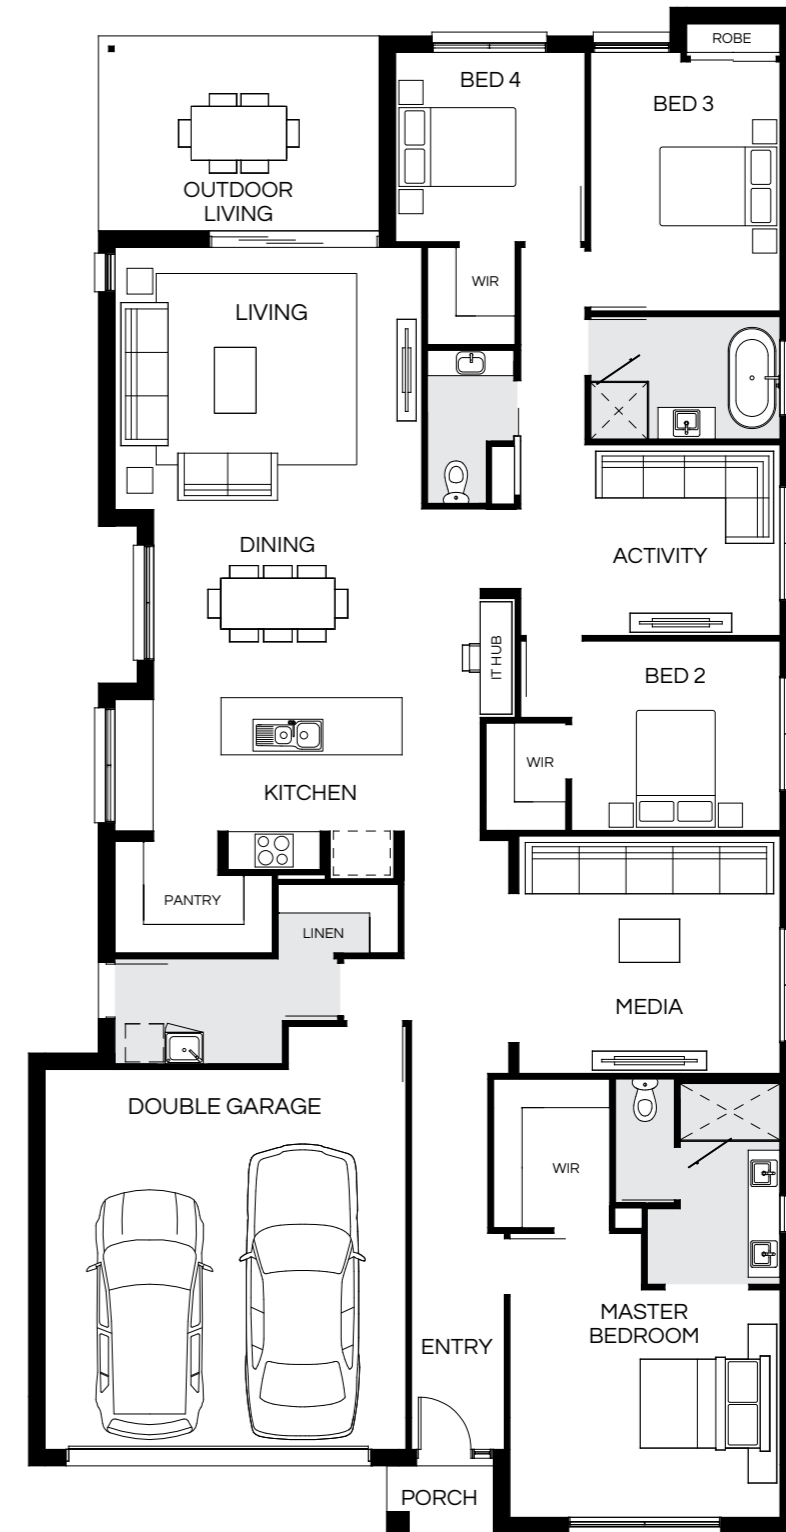 ROBE
BED 4
BED 3
OUTDOOR
LIVING
WIR
LIVING
DINING
ACTIVITY
IT HUB
BED 2
WIR
KITCHEN
PANTRY
LINEN
MEDIA
DOUBLE GARAGE
WIR
MASTER
BEDROOM
ENTRY
PORCH